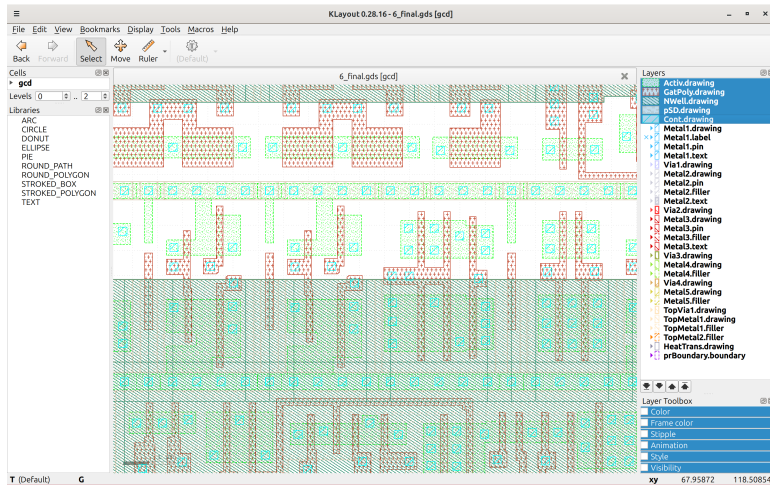 KLayout 0.28.16 - 6_final.gds [gcd]
File Edit View Bookmarks Display Tools Macros Help
Back Forward Select Move Ruler (Default)
Cells
gcd
Levels 0 .. 2
Libraries
ARC
CIRCLE
DONUT
ELLIPSE
PIE
ROUND_PATH
ROUND_POLYGON
STROKED_BOX
STROKED_POLYGON
TEXT
6_final.gds [gcd]
Layers
Activ.drawing
GatPoly.drawing
NWell.drawing
pSD.drawing
Cont.drawing
Metal1.drawing
Metal1.label
Metal1.pin
Metal1.text
Via1.drawing
Metal2.drawing
Metal2.pin
Metal2.filler
Metal2.text
Via2.drawing
Metal3.drawing
Metal3.pin
Metal3.filler
Metal3.text
Via3.drawing
Metal4.drawing
Metal4.filler
Via4.drawing
Metal5.drawing
Metal5.filler
TopVia1.drawing
TopMetal1.drawing
TopMetal1.filler
TopMetal2.filler
HeatTrans.drawing
prBoundary.boundary
Layer Toolbox
Color
Frame color
Stipple
Animation
Style
Visibility
T (Default) G xy 67.95872 118.50854